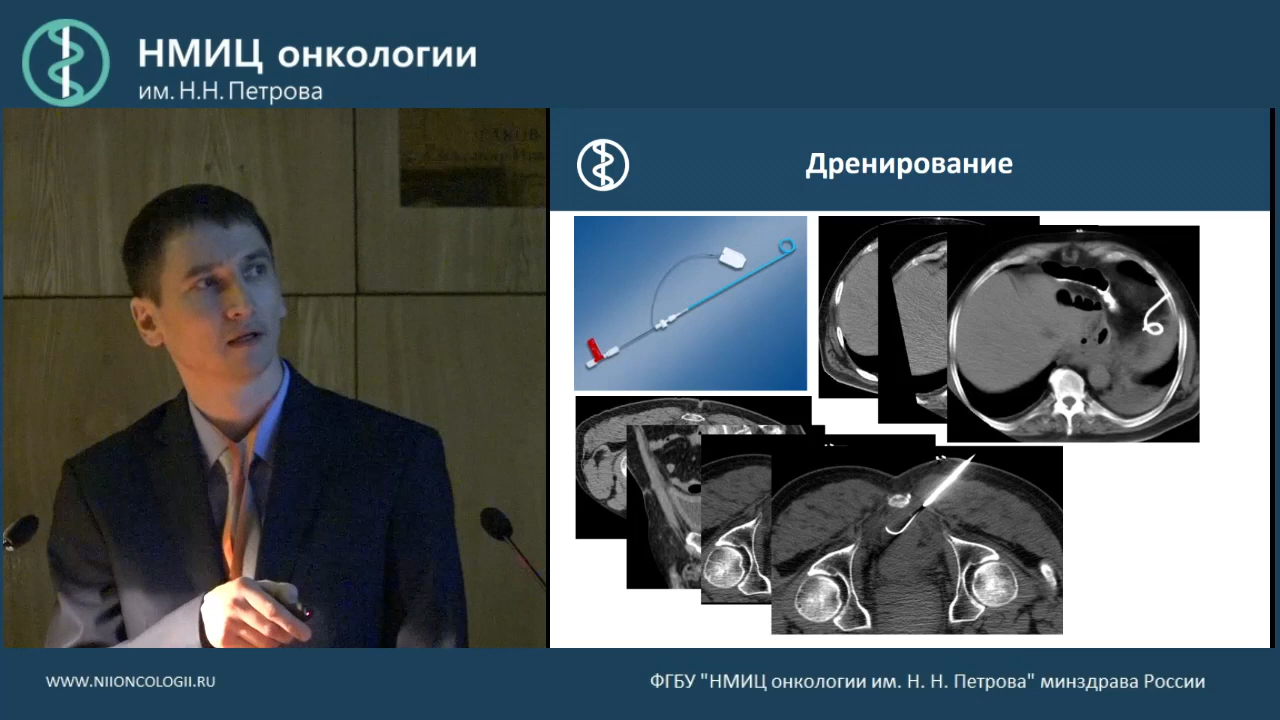 НМИЦ онкологии
им. Н.Н. Петрова
Дренирование
WWW.NIIONCOLOGII.RU
ФГБУ "НМИЦ онкологии им. Н. Н. Петрова" минздрава России